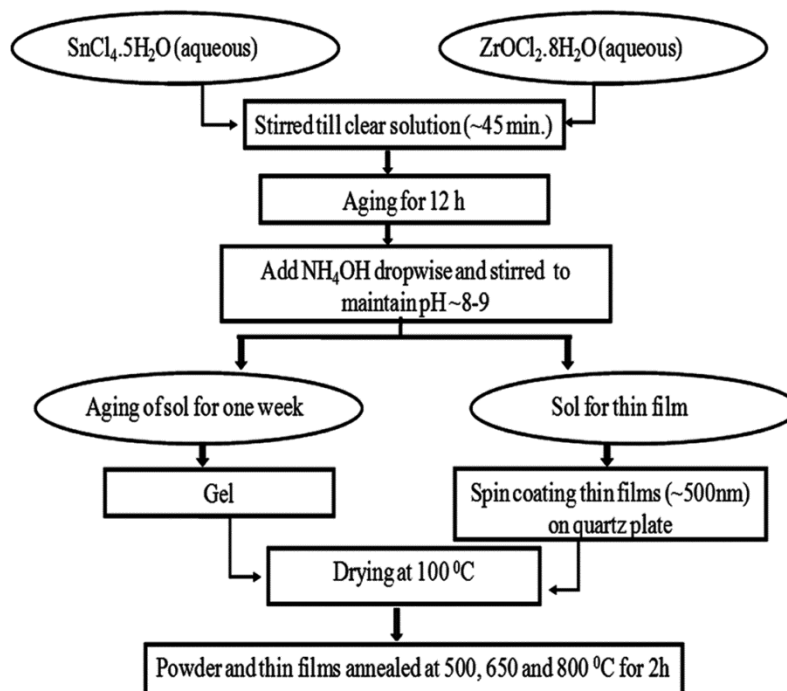 SnCl₄.5H₂O (aqueous)
ZrOCl₂.8H₂O (aqueous)
Stirred till clear solution (~45 min.)
Aging for 12 h
Add NH₄OH dropwise and stirred to
maintain pH ~8-9
Aging of sol for one week
Sol for thin film
Gel
Spin coating thin films (~500nm)
on quartz plate
Drying at 100 ⁰C
Powder and thin films annealed at 500, 650 and 800 ⁰C for 2h